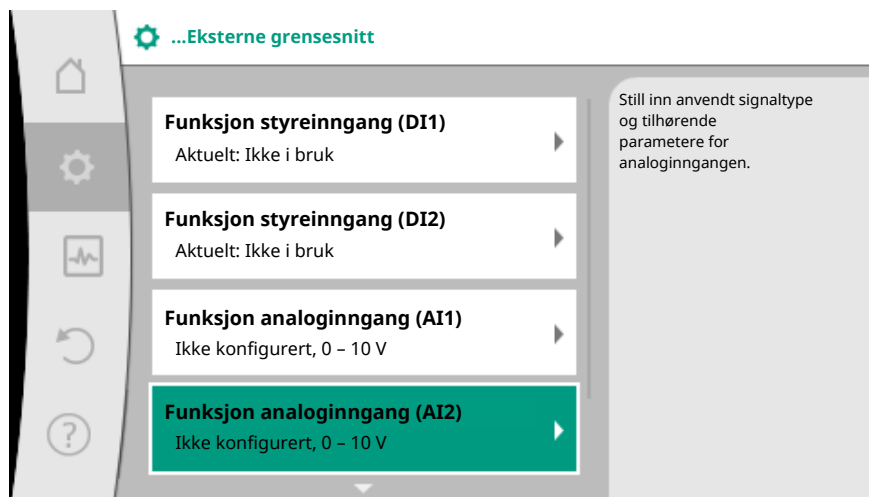 ...Eksterne grensesnitt
Funksjon styreinngang (DI1)
Aktuelt: Ikke i bruk
Funksjon styreinngang (DI2)
Aktuelt: Ikke i bruk
Funksjon analoginngang (AI1)
Ikke konfigurert, 0 – 10 V
Funksjon analoginngang (AI2)
Ikke konfigurert, 0 – 10 V
Still inn anvendt signaltype
og tilhørende
parametere for
analoginngangen.
?